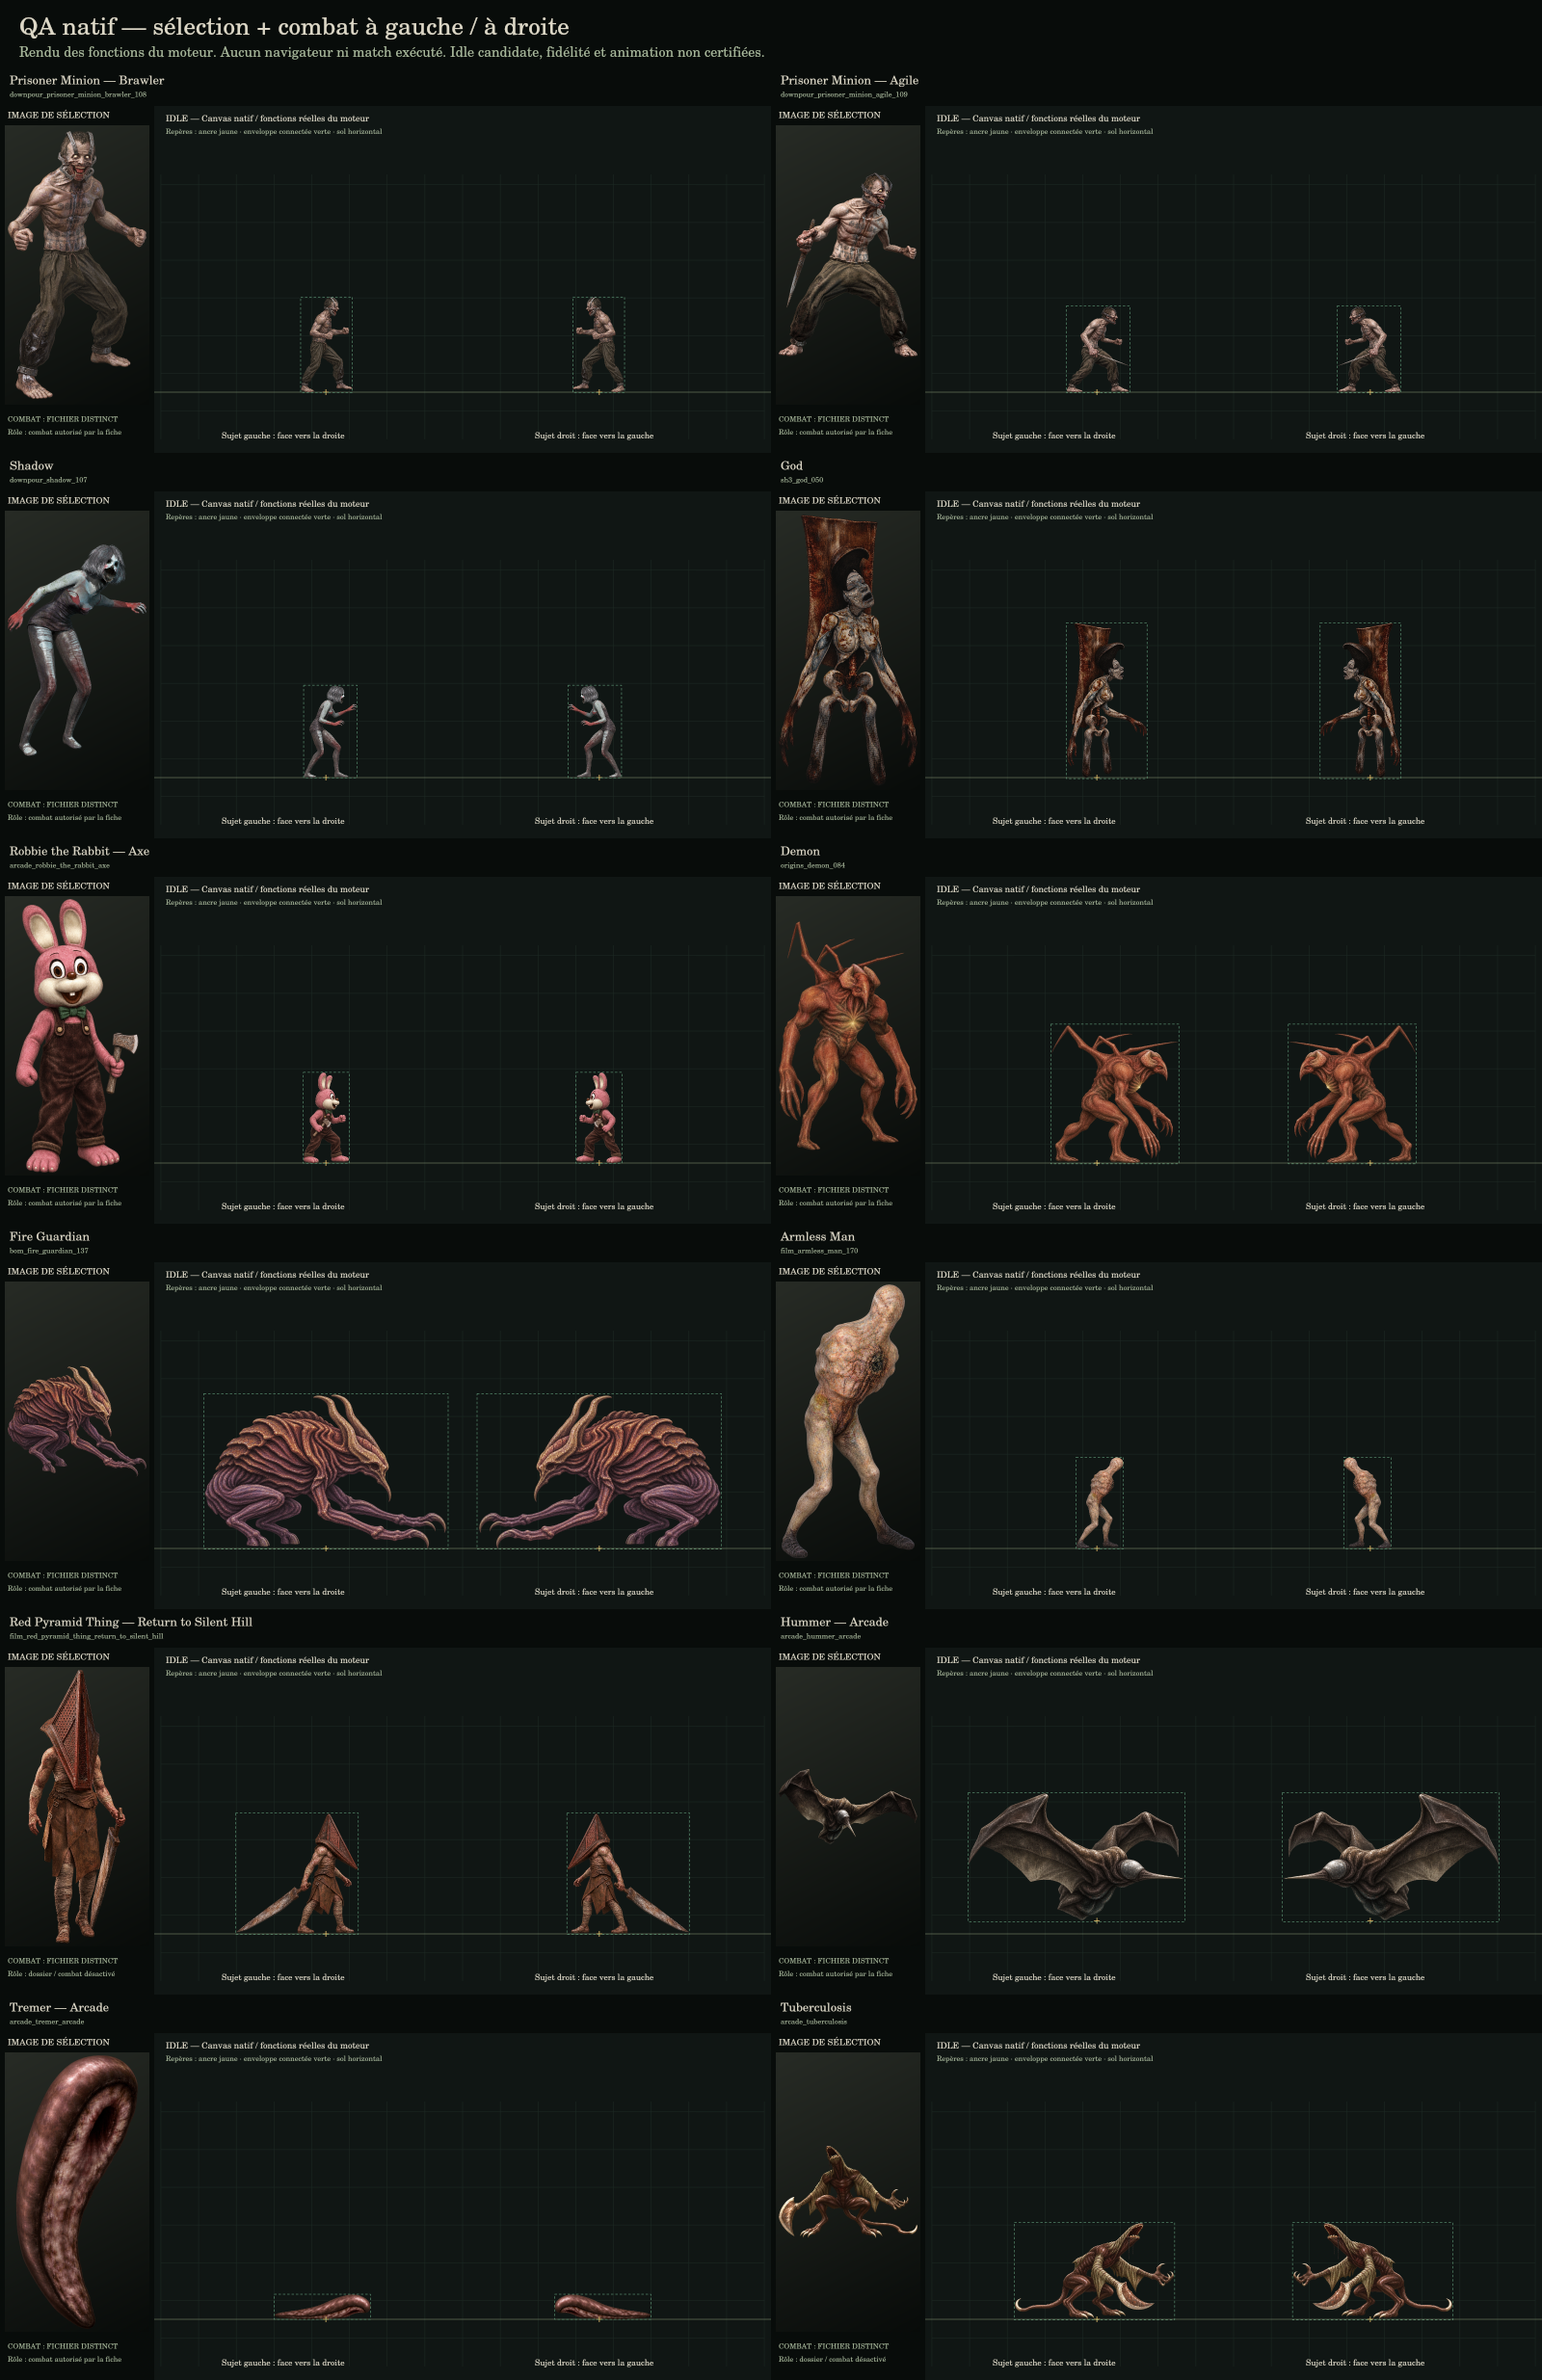 QA natif — sélection + combat à gauche / à droite
Rendu des fonctions du moteur. Aucun navigateur ni match exécuté. Idle candidate, fidélité et animation non certifiées.
Prisoner Minion — Brawler
downpour_prisoner_minion_brawler_108
IMAGE DE SÉLECTION
IDLE — Canvas natif / fonctions réelles du moteur
Repères : ancre jaune · enveloppe connectée verte · sol horizontal
COMBAT : FICHIER DISTINCT
Rôle : combat autorisé par la fiche
Sujet gauche : face vers la droite
Sujet droit : face vers la gauche
Prisoner Minion — Agile
downpour_prisoner_minion_agile_109
IMAGE DE SÉLECTION
IDLE — Canvas natif / fonctions réelles du moteur
Repères : ancre jaune · enveloppe connectée verte · sol horizontal
COMBAT : FICHIER DISTINCT
Rôle : combat autorisé par la fiche
Sujet gauche : face vers la droite
Sujet droit : face vers la gauche
Shadow
downpour_shadow_107
IMAGE DE SÉLECTION
IDLE — Canvas natif / fonctions réelles du moteur
Repères : ancre jaune · enveloppe connectée verte · sol horizontal
COMBAT : FICHIER DISTINCT
Rôle : combat autorisé par la fiche
Sujet gauche : face vers la droite
Sujet droit : face vers la gauche
God
sh3_god_050
IMAGE DE SÉLECTION
IDLE — Canvas natif / fonctions réelles du moteur
Repères : ancre jaune · enveloppe connectée verte · sol horizontal
COMBAT : FICHIER DISTINCT
Rôle : combat autorisé par la fiche
Sujet gauche : face vers la droite
Sujet droit : face vers la gauche
Robbie the Rabbit — Axe
arcade_robbie_the_rabbit_axe
IMAGE DE SÉLECTION
IDLE — Canvas natif / fonctions réelles du moteur
Repères : ancre jaune · enveloppe connectée verte · sol horizontal
COMBAT : FICHIER DISTINCT
Rôle : combat autorisé par la fiche
Sujet gauche : face vers la droite
Sujet droit : face vers la gauche
Demon
origins_demon_084
IMAGE DE SÉLECTION
IDLE — Canvas natif / fonctions réelles du moteur
Repères : ancre jaune · enveloppe connectée verte · sol horizontal
COMBAT : FICHIER DISTINCT
Rôle : combat autorisé par la fiche
Sujet gauche : face vers la droite
Sujet droit : face vers la gauche
Fire Guardian
bom_fire_guardian_137
IMAGE DE SÉLECTION
IDLE — Canvas natif / fonctions réelles du moteur
Repères : ancre jaune · enveloppe connectée verte · sol horizontal
COMBAT : FICHIER DISTINCT
Rôle : combat autorisé par la fiche
Sujet gauche : face vers la droite
Sujet droit : face vers la gauche
Armless Man
film_armless_man_170
IMAGE DE SÉLECTION
IDLE — Canvas natif / fonctions réelles du moteur
Repères : ancre jaune · enveloppe connectée verte · sol horizontal
COMBAT : FICHIER DISTINCT
Rôle : combat autorisé par la fiche
Sujet gauche : face vers la droite
Sujet droit : face vers la gauche
Red Pyramid Thing — Return to Silent Hill
film_red_pyramid_thing_return_to_silent_hill
IMAGE DE SÉLECTION
IDLE — Canvas natif / fonctions réelles du moteur
Repères : ancre jaune · enveloppe connectée verte · sol horizontal
COMBAT : FICHIER DISTINCT
Rôle : dossier / combat désactivé
Sujet gauche : face vers la droite
Sujet droit : face vers la gauche
Hummer — Arcade
arcade_hummer_arcade
IMAGE DE SÉLECTION
IDLE — Canvas natif / fonctions réelles du moteur
Repères : ancre jaune · enveloppe connectée verte · sol horizontal
COMBAT : FICHIER DISTINCT
Rôle : combat autorisé par la fiche
Sujet gauche : face vers la droite
Sujet droit : face vers la gauche
Tremer — Arcade
arcade_tremer_arcade
IMAGE DE SÉLECTION
IDLE — Canvas natif / fonctions réelles du moteur
Repères : ancre jaune · enveloppe connectée verte · sol horizontal
COMBAT : FICHIER DISTINCT
Rôle : combat autorisé par la fiche
Sujet gauche : face vers la droite
Sujet droit : face vers la gauche
Tuberculosis
arcade_tuberculosis
IMAGE DE SÉLECTION
IDLE — Canvas natif / fonctions réelles du moteur
Repères : ancre jaune · enveloppe connectée verte · sol horizontal
COMBAT : FICHIER DISTINCT
Rôle : dossier / combat désactivé
Sujet gauche : face vers la droite
Sujet droit : face vers la gauche